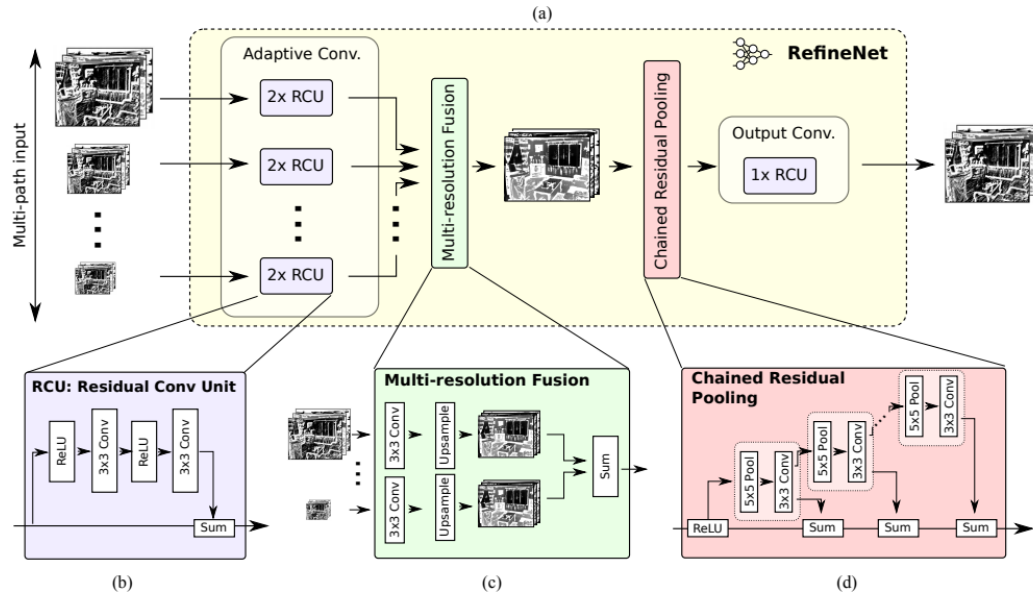 (a)
Multi-path input
Adaptive Conv.
2x RCU
2x RCU
2x RCU
Multi-resolution Fusion
Chained Residual Pooling
RefineNet
Output Conv.
1x RCU
RCU: Residual Conv Unit
ReLU
3x3 Conv
ReLU
3x3 Conv
Sum
(b)
Multi-resolution Fusion
3x3 Conv
Upsample
3x3 Conv
Upsample
Sum
(c)
Chained Residual
Pooling
ReLU
5x5 Pool
3x3 Conv
5x5 Pool
3x3 Conv
5x5 Pool
3x3 Conv
Sum
Sum
Sum
(d)